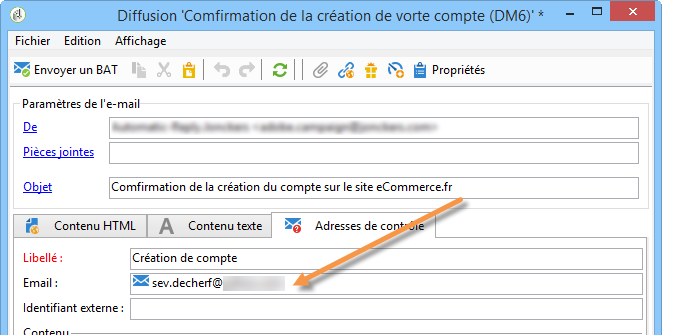 Diffusion 'Comfirmation de la création de vorte compte (DM6)' *
Fichier Edition Affichage
Envoyer un BAT Propriétés
Paramètres de l'e-mail
De
Pièces jointes
Objet Comfirmation de la création du compte sur le site eCommerce.fr
Contenu HTML Contenu texte Adresses de contrôle
Libellé : Création de compte
Email : sev.decherf@
Identifiant externe :
Contenu